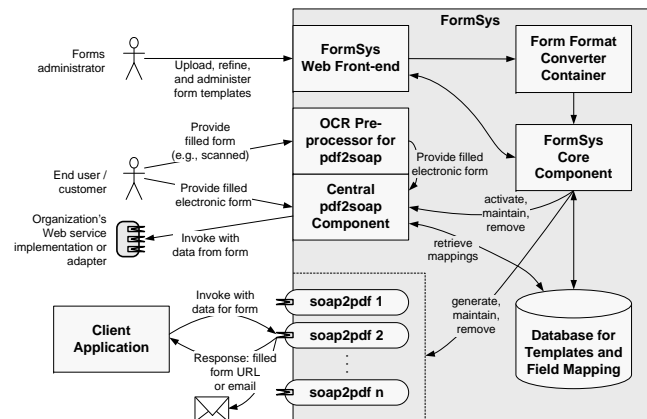 FormSys
Forms
administrator
Upload, refine,
and administer
form templates
FormSys
Web Front-end
Form Format
Converter
Container
Provide
filled form
(e.g., scanned)
OCR Pre-
processor for
pdf2soap
Provide filled
electronic form
FormSys
Core
Component
End user /
customer
Provide filled
electronic form
Central
pdf2soap
Component
activate,
maintain,
remove
Organization's
Web service
implementation or
adapter
Invoke with
data from form
retrieve
mappings
generate,
maintain,
remove
Client
Application
Invoke with
data for form
Response: filled
form URL
or email
soap2pdf 1
soap2pdf 2
soap2pdf n
Database for
Templates and
Field Mapping